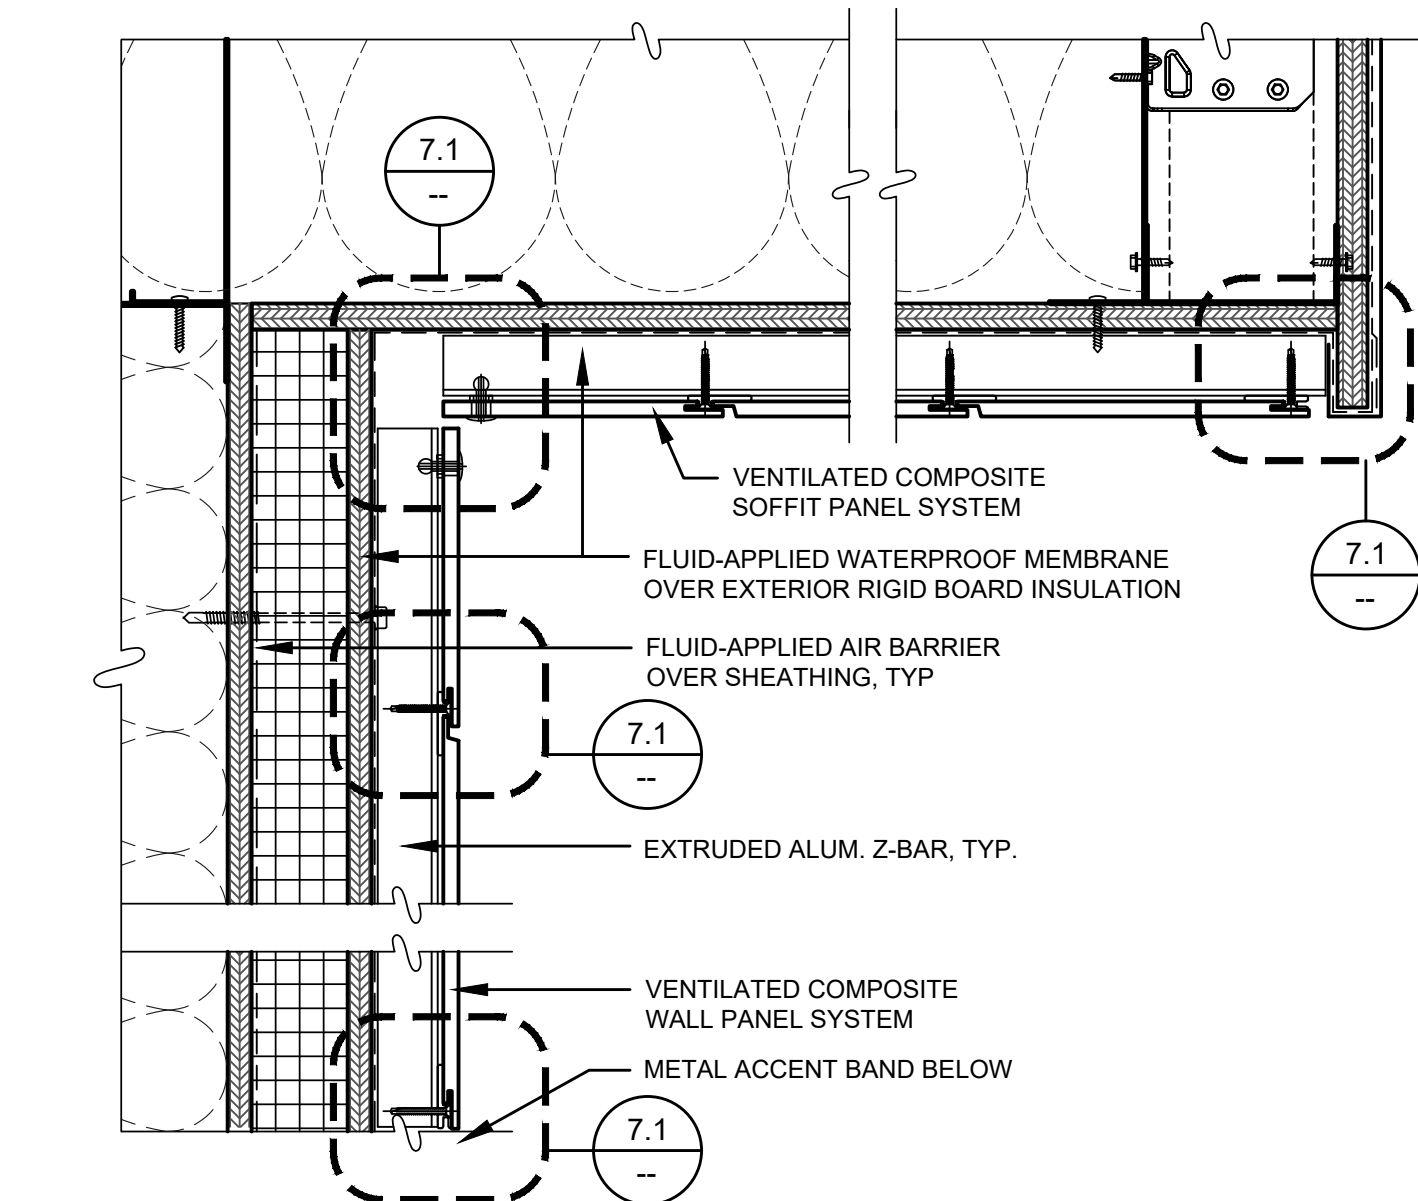 7.1
--
VENTILATED COMPOSITE
SOFFIT PANEL SYSTEM
FLUID-APPLIED WATERPROOF MEMBRANE
OVER EXTERIOR RIGID BOARD INSULATION
7.1
--
FLUID-APPLIED AIR BARRIER
OVER SHEATHING, TYP
7.1
--
EXTRUDED ALUM. Z-BAR, TYP.
VENTILATED COMPOSITE
WALL PANEL SYSTEM
METAL ACCENT BAND BELOW
7.1
--